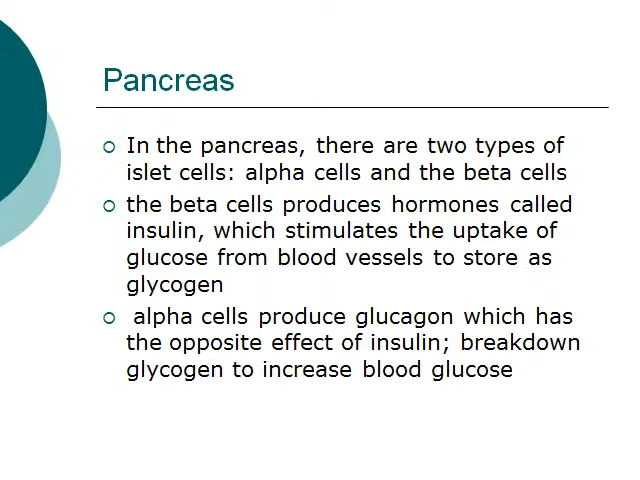 Pancreas
In the pancreas, there are two types of
islet cells: alpha cells and the beta cells
the beta cells produces hormones called
insulin, which stimulates the uptake of
glucose from blood vessels to store as
glycogen
alpha cells produce glucagon which has
the opposite effect of insulin; breakdown
glycogen to increase blood glucose